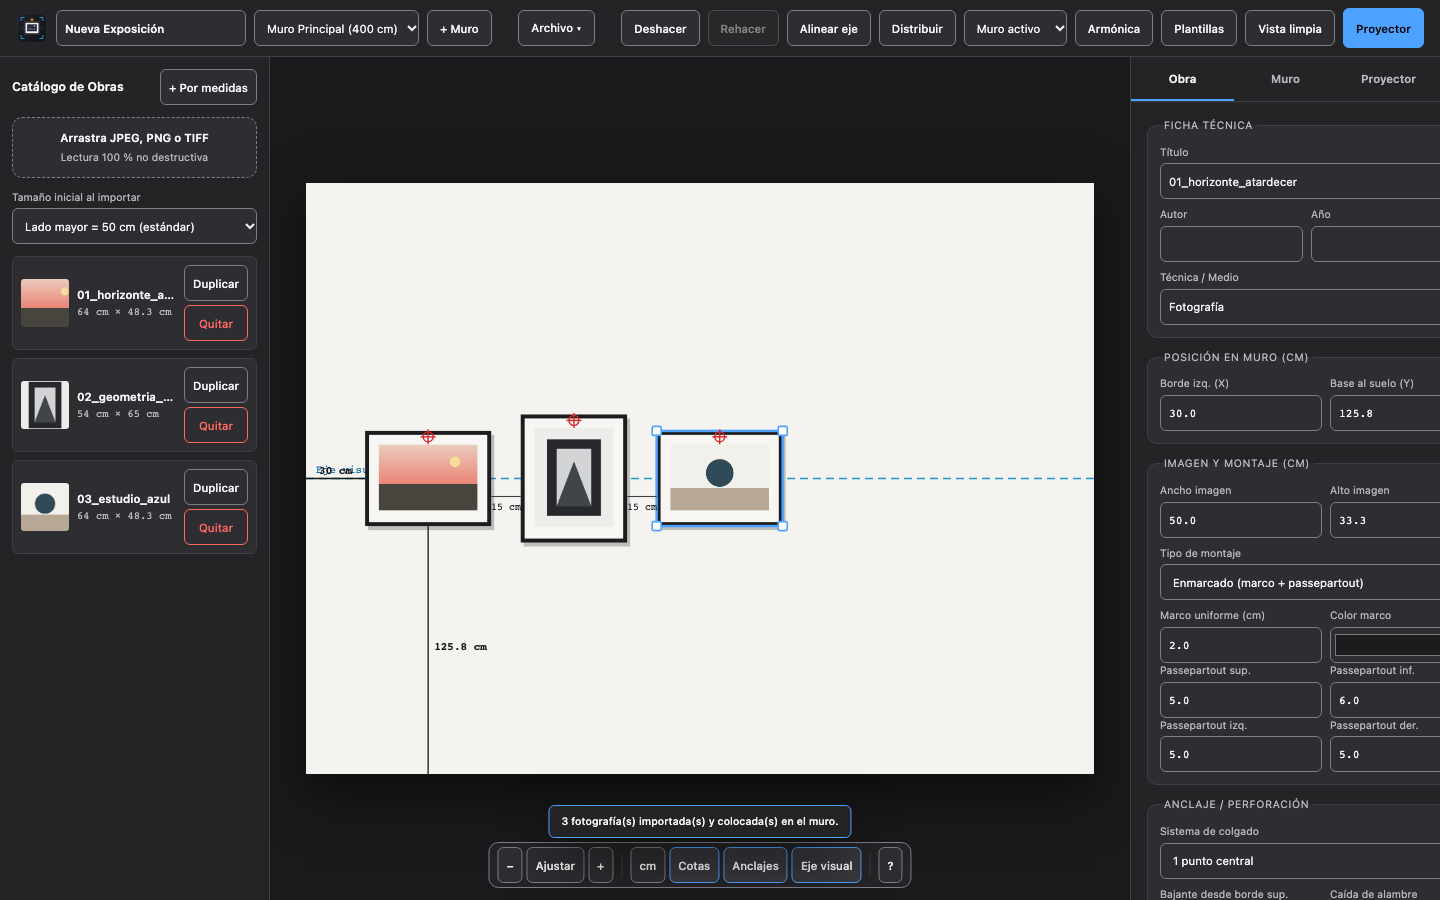 Nueva Exposición
Muro Principal (400 cm)
+ Muro
Archivo ▾
Deshacer
Rehacer
Alinear eje
Distribuir
Muro activo
Armónica
Plantillas
Vista limpia
Proyector
Catálogo de Obras
+ Por medidas
Arrastra JPEG, PNG o TIFF
Lectura 100 % no destructiva
Tamaño inicial al importar
Lado mayor = 50 cm (estándar)
01_horizonte_a...
64 cm × 48.3 cm
Duplicar
Quitar
02_geometria_...
54 cm × 65 cm
Duplicar
Quitar
03_estudio_azul
64 cm × 48.3 cm
Duplicar
Quitar
30 cm
15 cm
15 cm
125.8 cm
3 fotografía(s) importada(s) y colocada(s) en el muro.
−
Ajustar
+
cm
Cotas
Anclajes
Eje visual
?
Obra
Muro
Proyector
FICHA TÉCNICA
Título
01_horizonte_atardecer
Autor
Año
Técnica / Medio
Fotografía
POSICIÓN EN MURO (CM)
Borde izq. (X)
Base al suelo (Y)
30.0
125.8
IMAGEN Y MONTAJE (CM)
Ancho imagen
Alto imagen
50.0
33.3
Tipo de montaje
Enmarcado (marco + passepartout)
Marco uniforme (cm)
Color marco
2.0
Passepartout sup.
Passepartout inf.
5.0
6.0
Passepartout izq.
Passepartout der.
5.0
5.0
ANCLAJE / PERFORACIÓN
Sistema de colgado
1 punto central
Bajante desde borde sup.
Caída de alambre